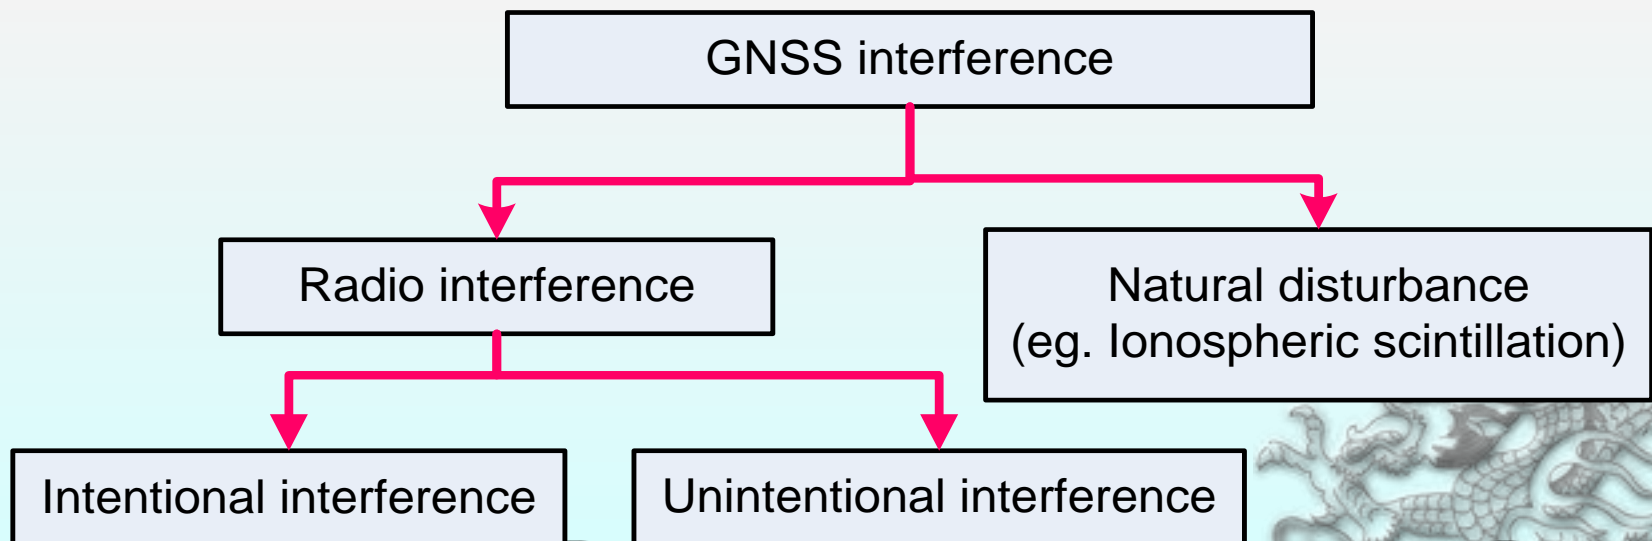 GNSS interference
Radio interference
Natural disturbance
(eg. Ionospheric scintillation)
Intentional interference
Unintentional interference